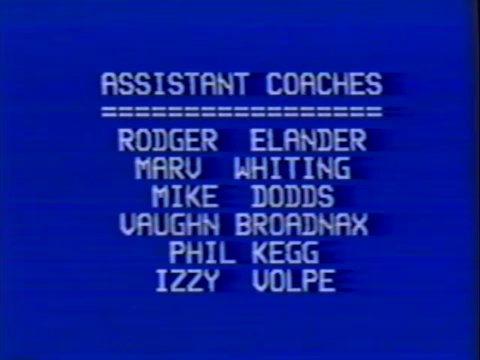 ASSISTANT COACHES
=================
RODGER ELANDER
MARV WHITING
MIKE DODDS
VAUGHN BROADNAX
PHIL KEGG
IZZY VOLPE